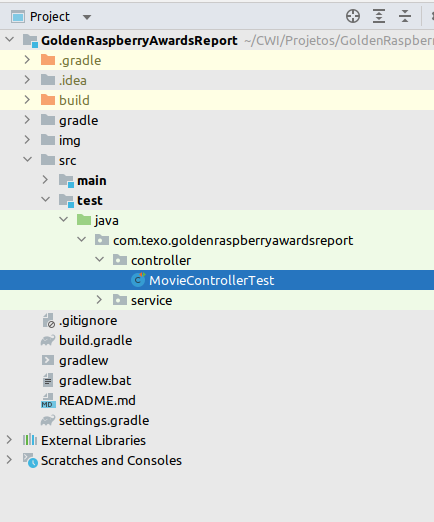 Project
GoldenRaspberryAwardsReport ~/CWI/Projetos/GoldenRaspberr
.gradle
.idea
build
gradle
img
src
main
test
java
com.texo.goldenraspberryawardsreport
controller
MovieControllerTest
service
.gitignore
build.gradle
gradlew
gradlew.bat
MD README.md
settings.gradle
External Libraries
Scratches and Consoles